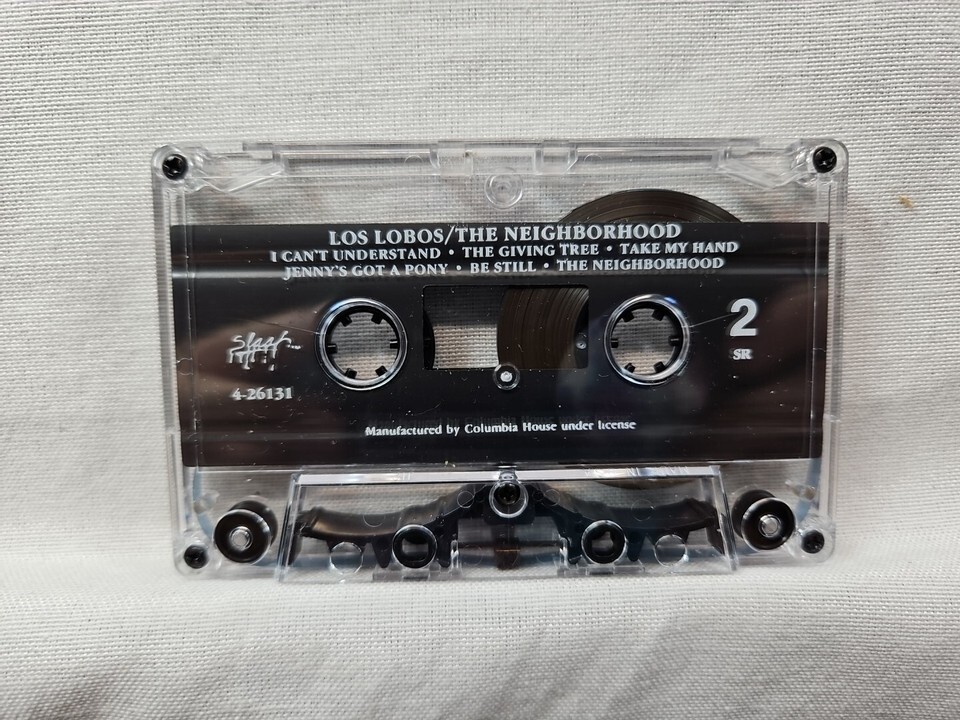 LOS LOBOS/THE NEIGHBORHOOD
I CAN'T UNDERSTAND • THE GIVING TREE • TAKE MY HAND
JENNY'S GOT A PONY • BE STILL • THE NEIGHBORHOOD
2
slash...
SR
4-26131
Manufactured by Columbia House under license